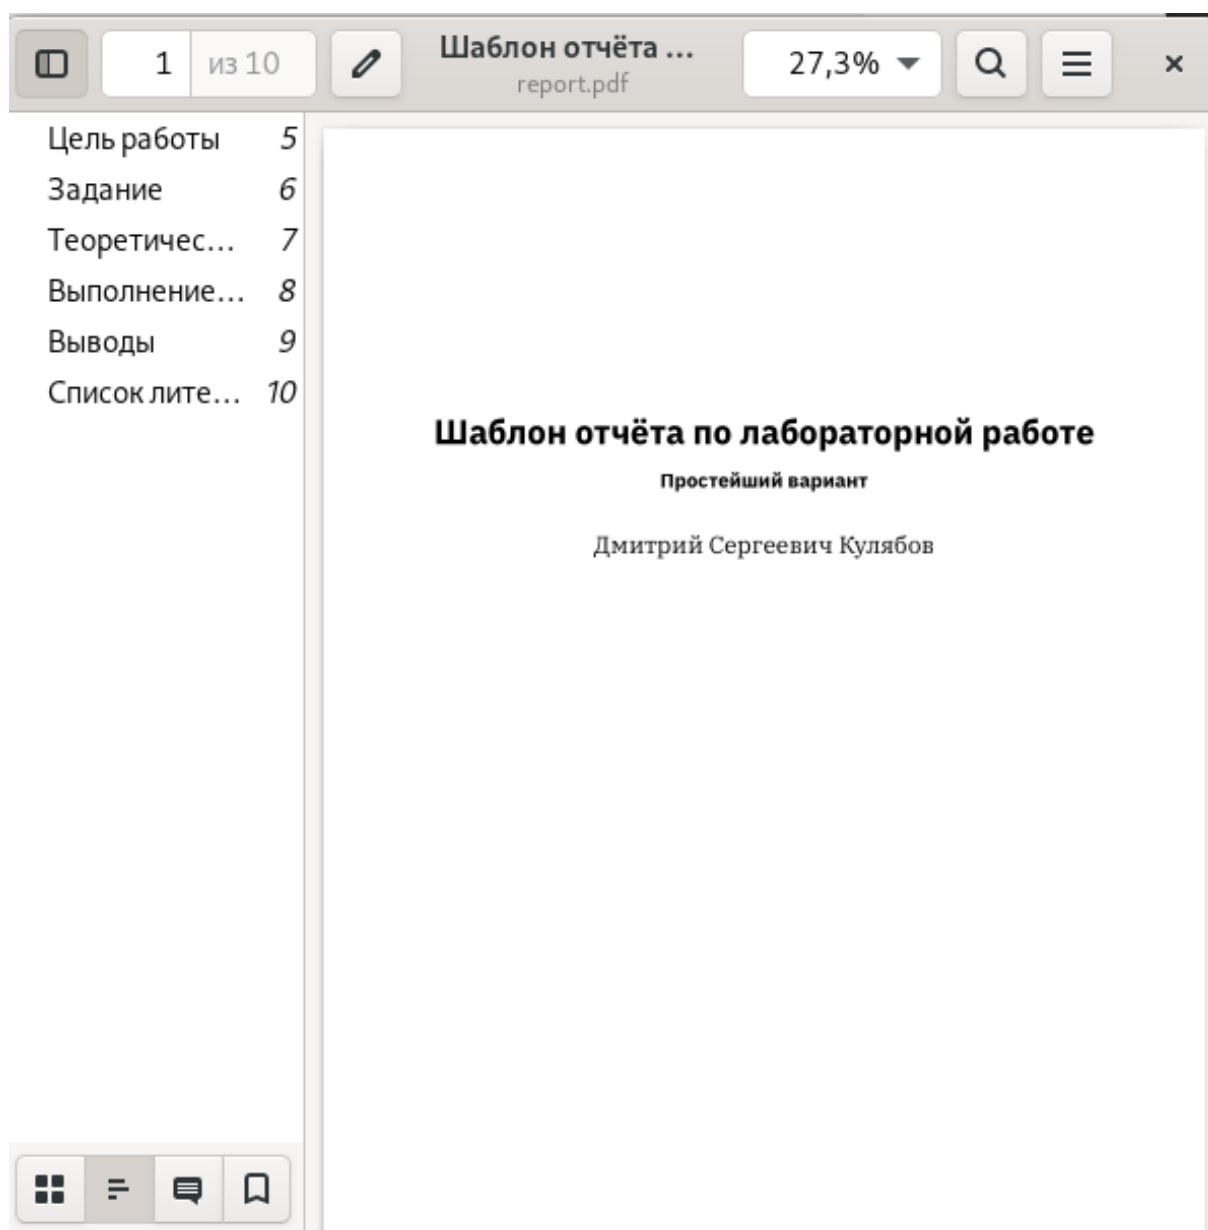 1 из 10 Шаблон отчёта ... 27,3%
report.pdf
Цель работы 5
Задание 6
Теоретичес... 7
Выполнение... 8
Выводы 9
Список лите... 10
Шаблон отчёта по лабораторной работе
Простейший вариант
Дмитрий Сергеевич Кулябов